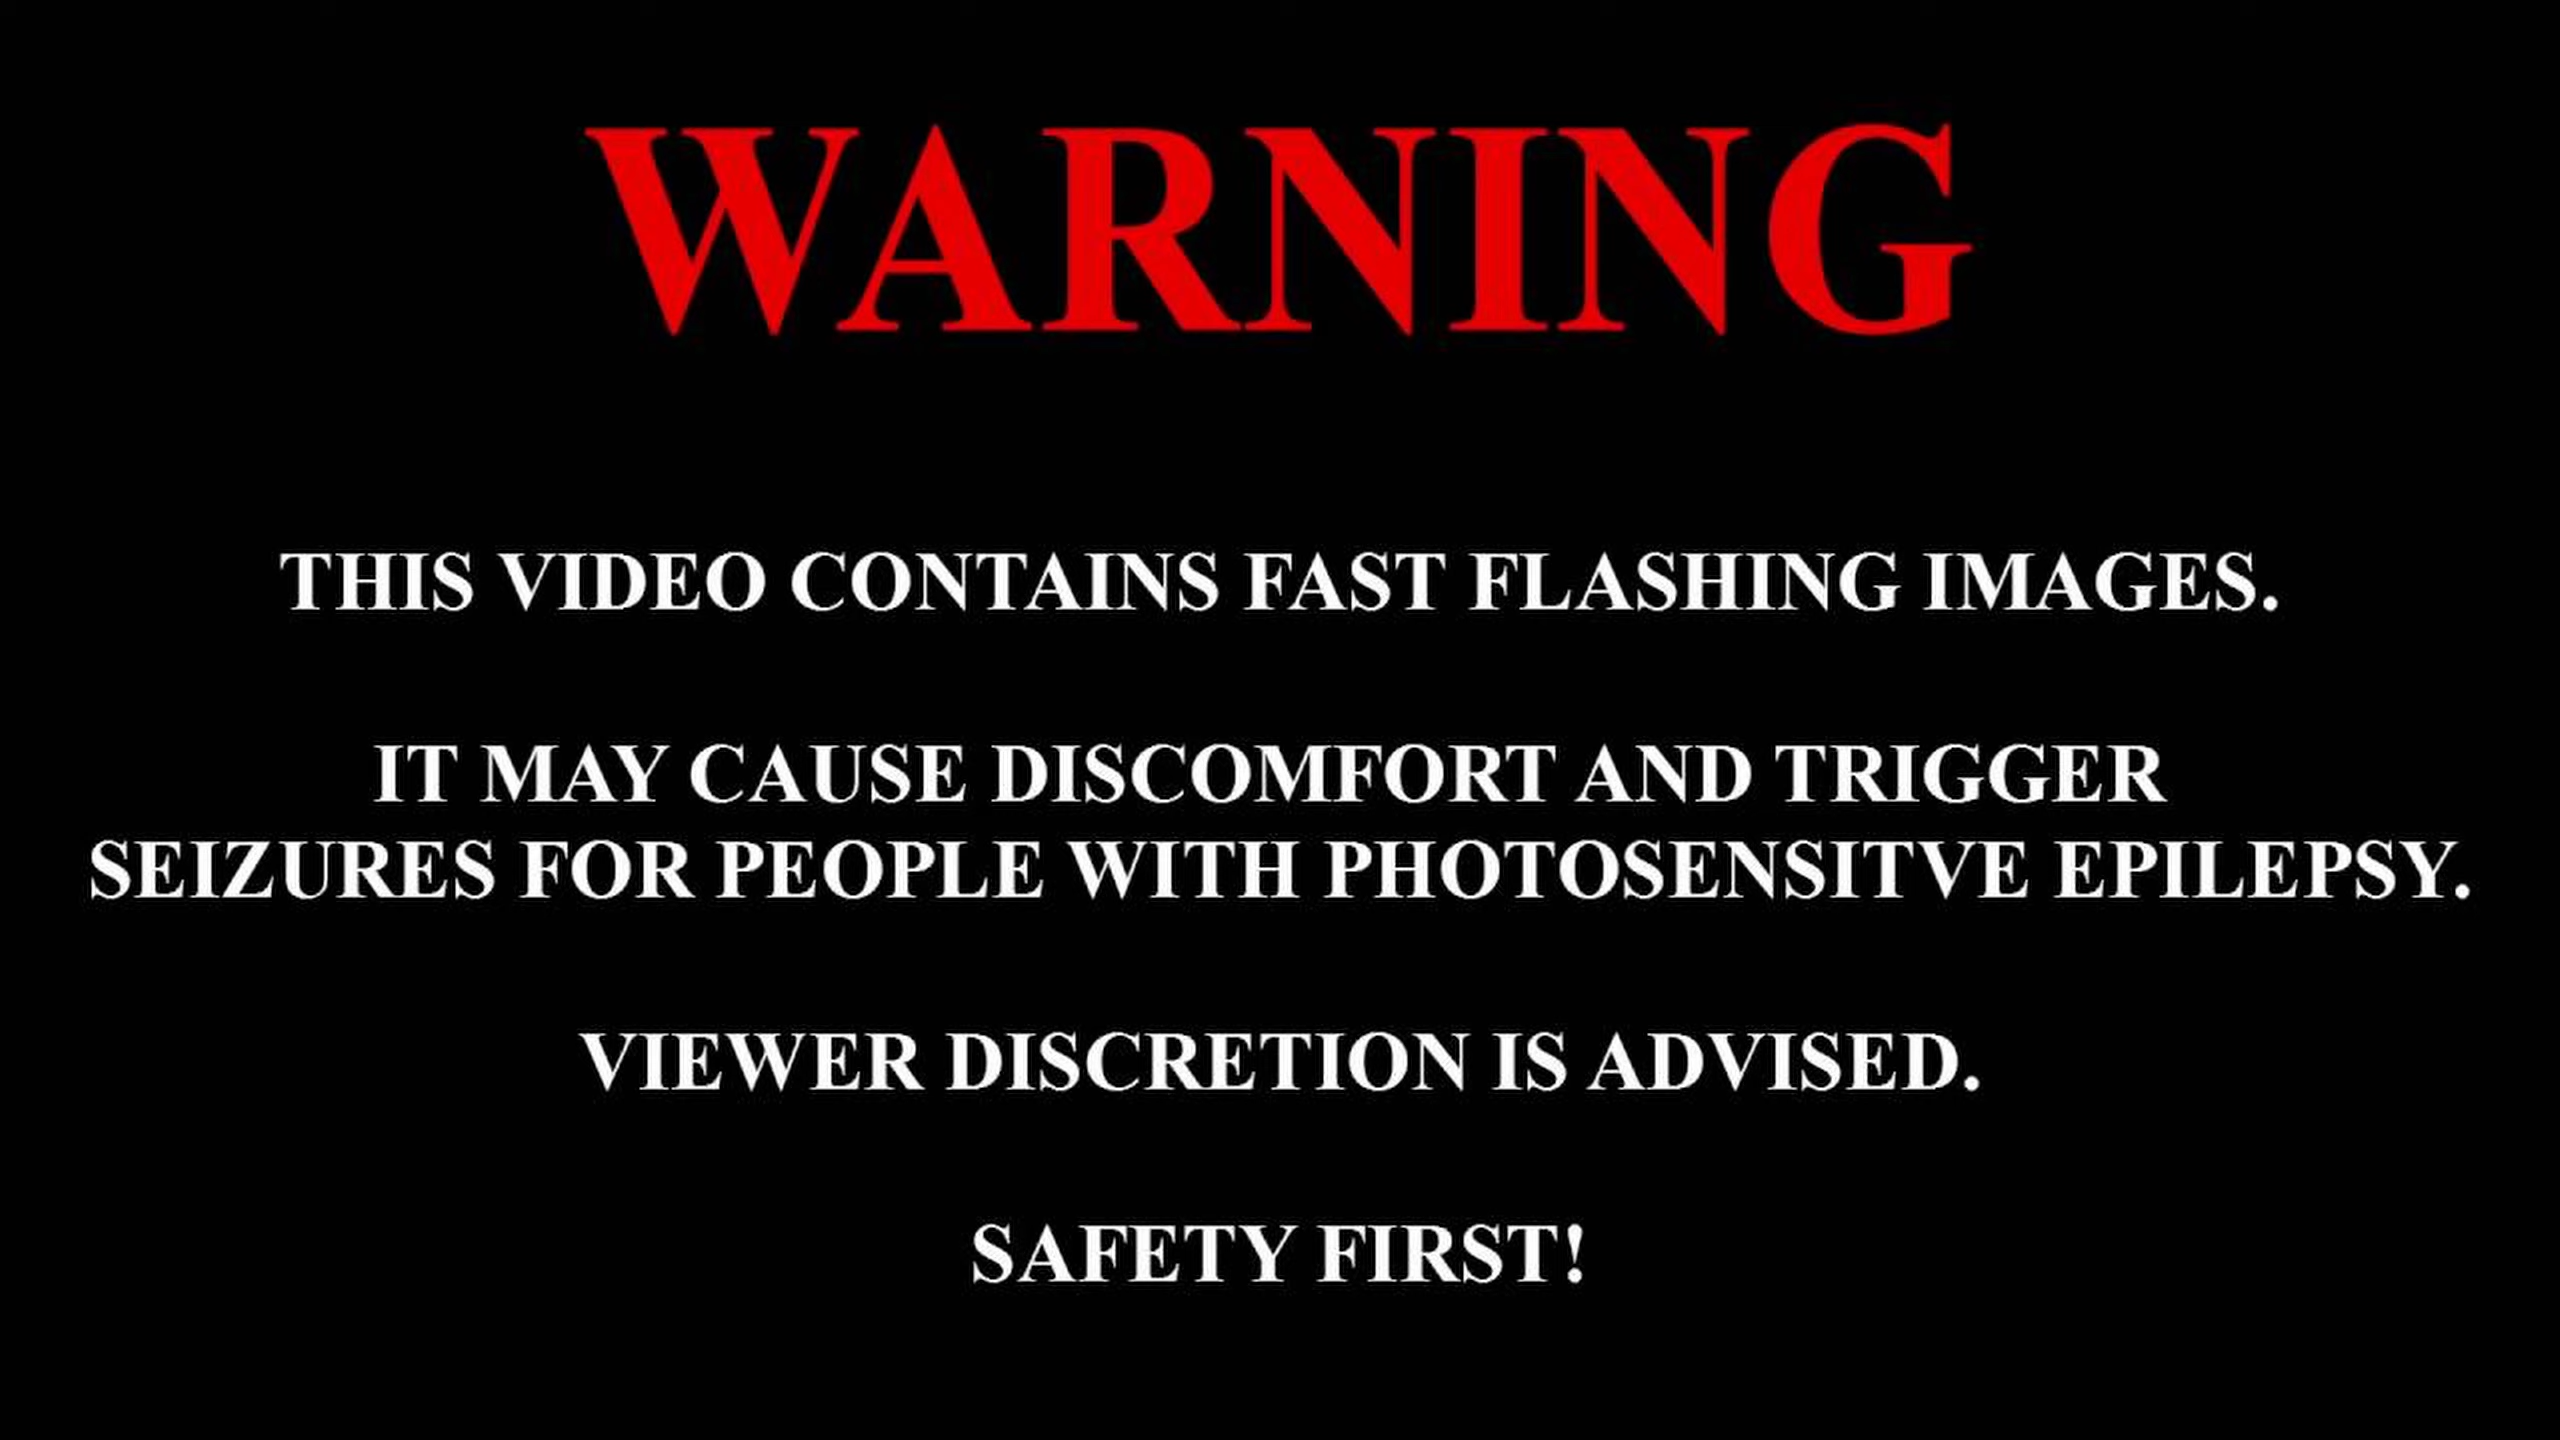 WARNING
THIS VIDEO CONTAINS FAST FLASHING IMAGES.
IT MAY CAUSE DISCOMFORT AND TRIGGER
SEIZURES FOR PEOPLE WITH PHOTOSENSITVE EPILEPSY.
VIEWER DISCRETION IS ADVISED.
SAFETY FIRST!